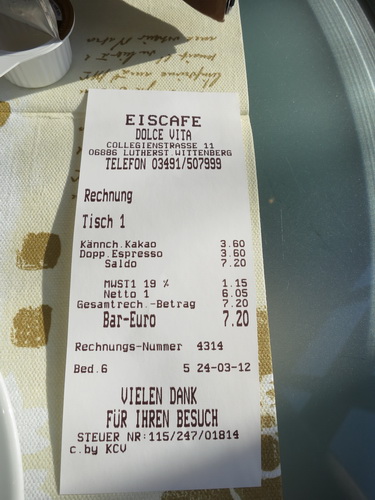 EISCAFE
DOLCE VITA
COLLEGIENSTRASSE 11
06886 LUTHERST.WITTENBERG
TELEFON 03491/507999
Rechnung
Tisch 1
Kännch.Kakao 3.60
Dopp.Espresso 3.60
Saldo 7.20
MWST1 19 % 1.15
Netto 1 6.05
Gesamtrech.-Betrag 7.20
Bar-Euro 7.20
Rechnungs-Nummer 4314
Bed.6 5 24-03-12
VIELEN DANK
FÜR IHREN BESUCH
STEUER NR:115/247/01814
c.by KCV